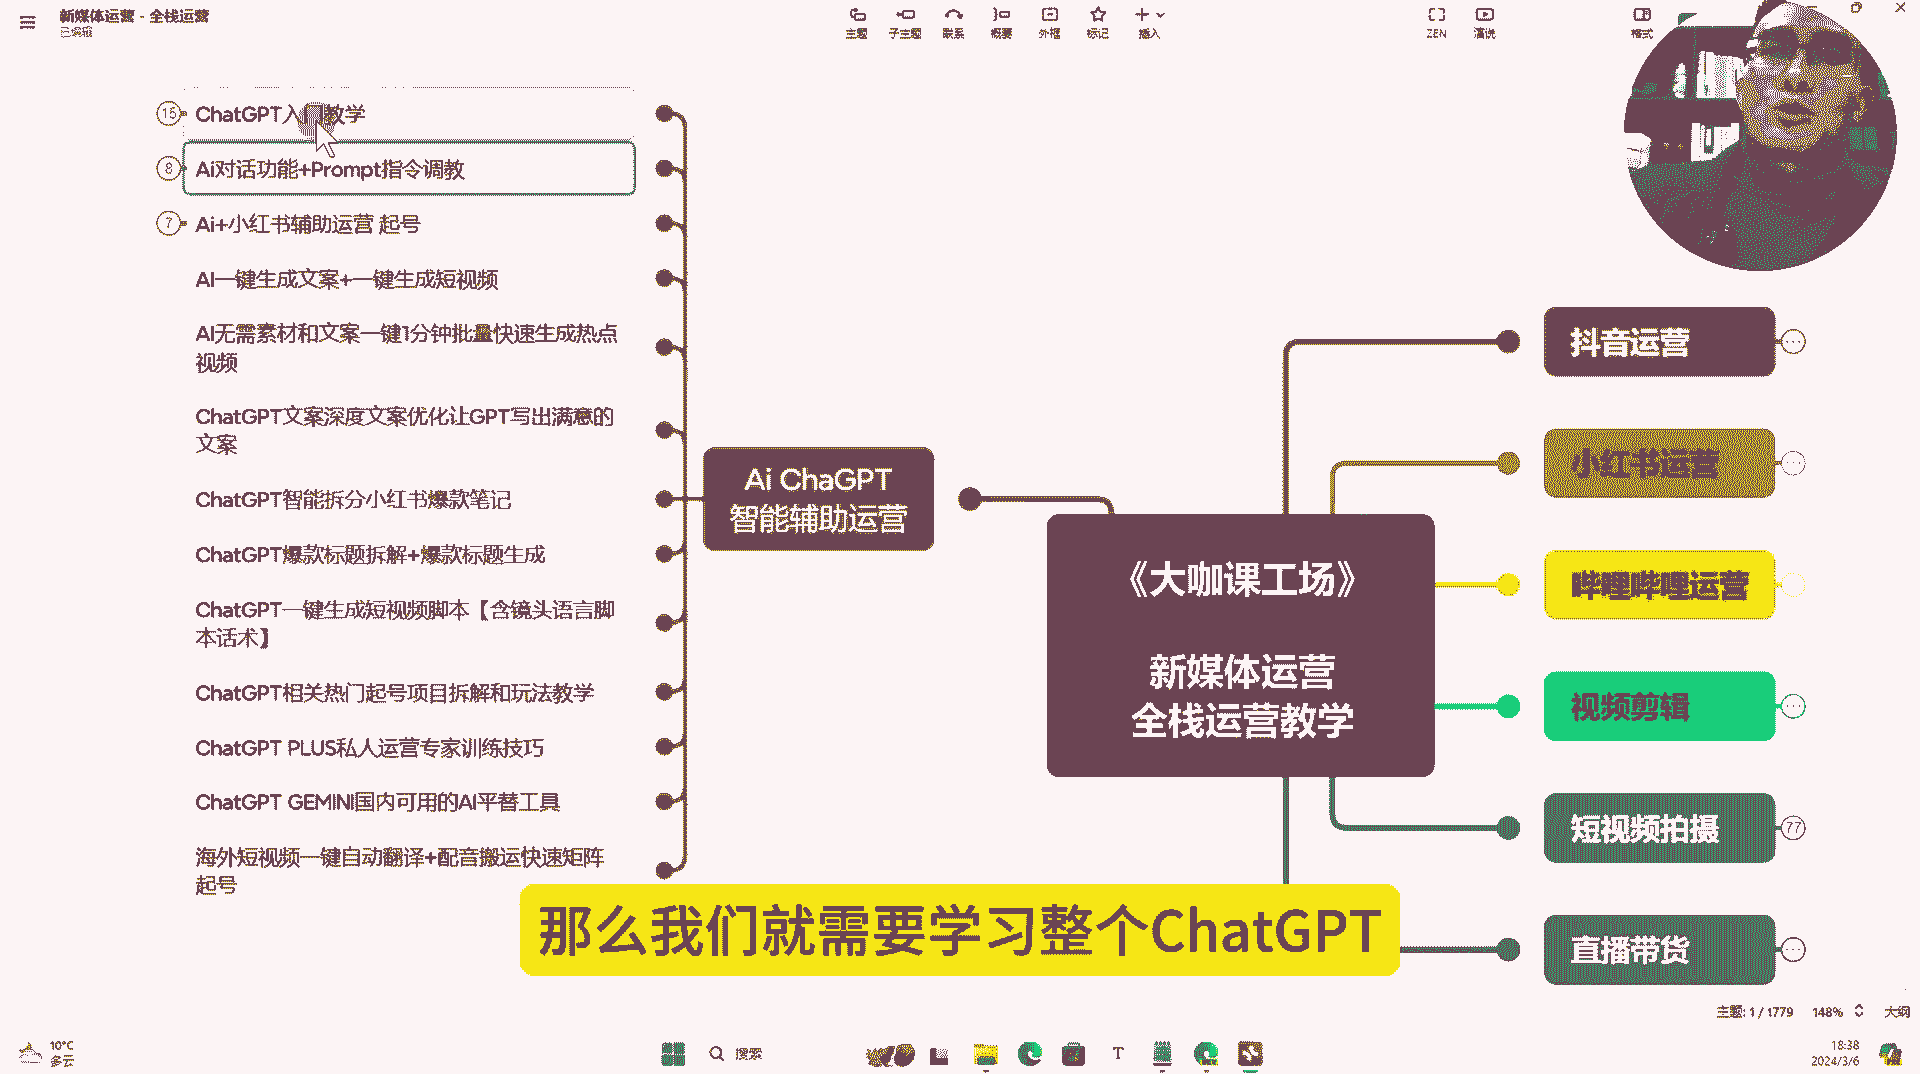 新媒体运营 - 全栈运营
已编辑
主题
子主题
联系
概要
外框
标记
插入
ZEN
演说
格式
15
ChatGPT入门教学
8
Ai对话功能+Prompt指令调教
7
Ai+小红书辅助运营 起号
AI一键生成文案+一键生成短视频
AI无需素材和文案一键1分钟批量快速生成热点
视频
ChatGPT文案深度文案优化让GPT写出满意的
文案
ChatGPT智能拆分小红书爆款笔记
ChatGPT爆款标题拆解+爆款标题生成
ChatGPT一键生成短视频脚本【含镜头语言脚
本话术】
ChatGPT相关热门起号项目拆解和玩法教学
ChatGPT PLUS私人运营专家训练技巧
ChatGPT GEMINI国内可用的AI平替工具
海外短视频一键自动翻译+配音搬运快速矩阵
起号
Ai ChaGPT
智能辅助运营
《大咖课工场》
新媒体运营
全栈运营教学
抖音运营
小红书运营
哔哩哔哩运营
视频剪辑
短视频拍摄
77
直播带货
那么我们就需要学习整个ChatGPT
主题: 1 / 1779
148%
大纲
10°C
多云
搜索
18:38
2024/3/6